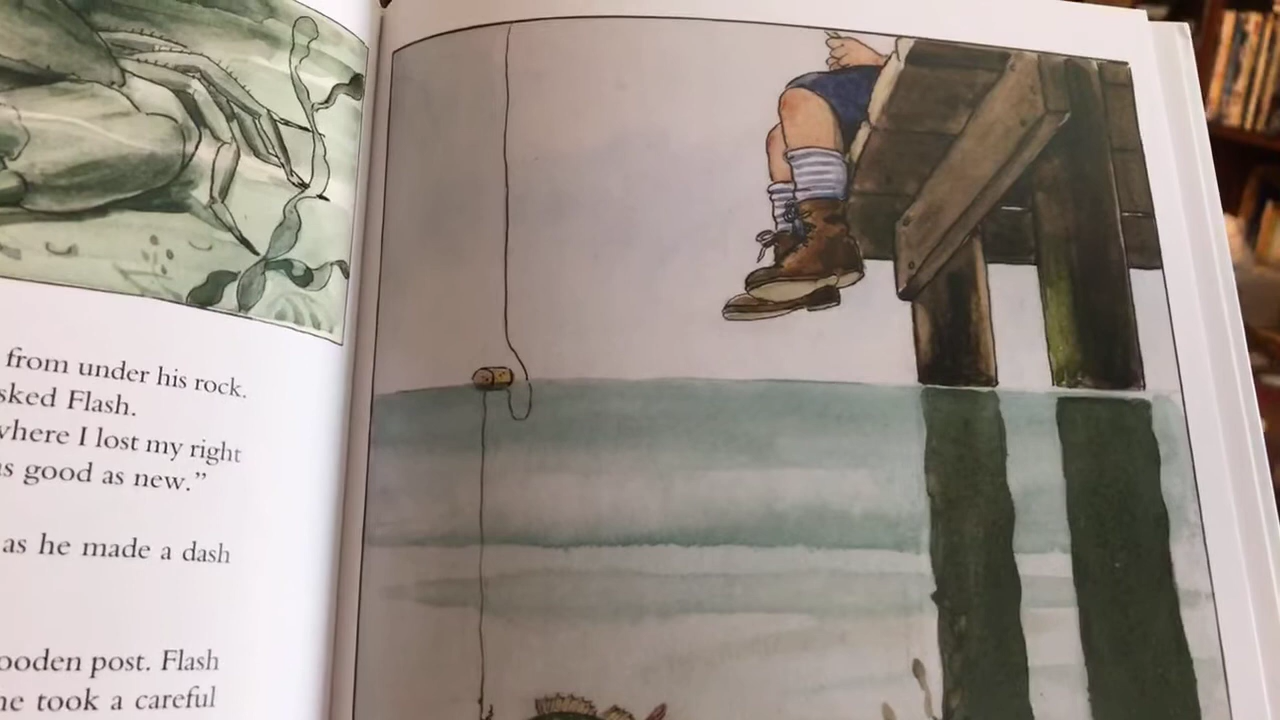 from under his rock.
sked Flash.
where I lost my right
s good as new.”
as he made a dash
ooden post. Flash
he took a careful